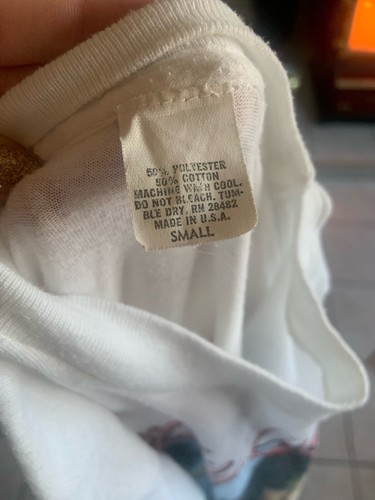 50% POLYESTER
50% COTTON
MACHINE WASH COOL.
DO NOT BLEACH. TUM-
BLE DRY. RN 28482
MADE IN U.S.A.
SMALL